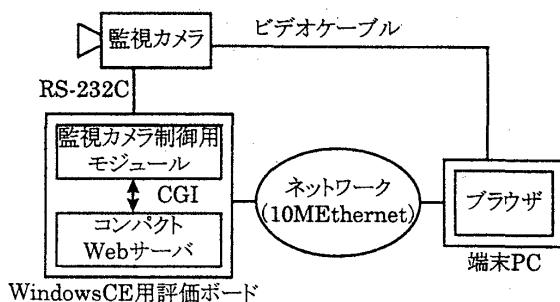 監視カメラ
ビデオケーブル
RS-232C
監視カメラ制御用
モジュール
CGI
コンパクト
Webサーバ
WindowsCE用評価ボード
ネットワーク
(10MEthernet)
ブラウザ
端末PC